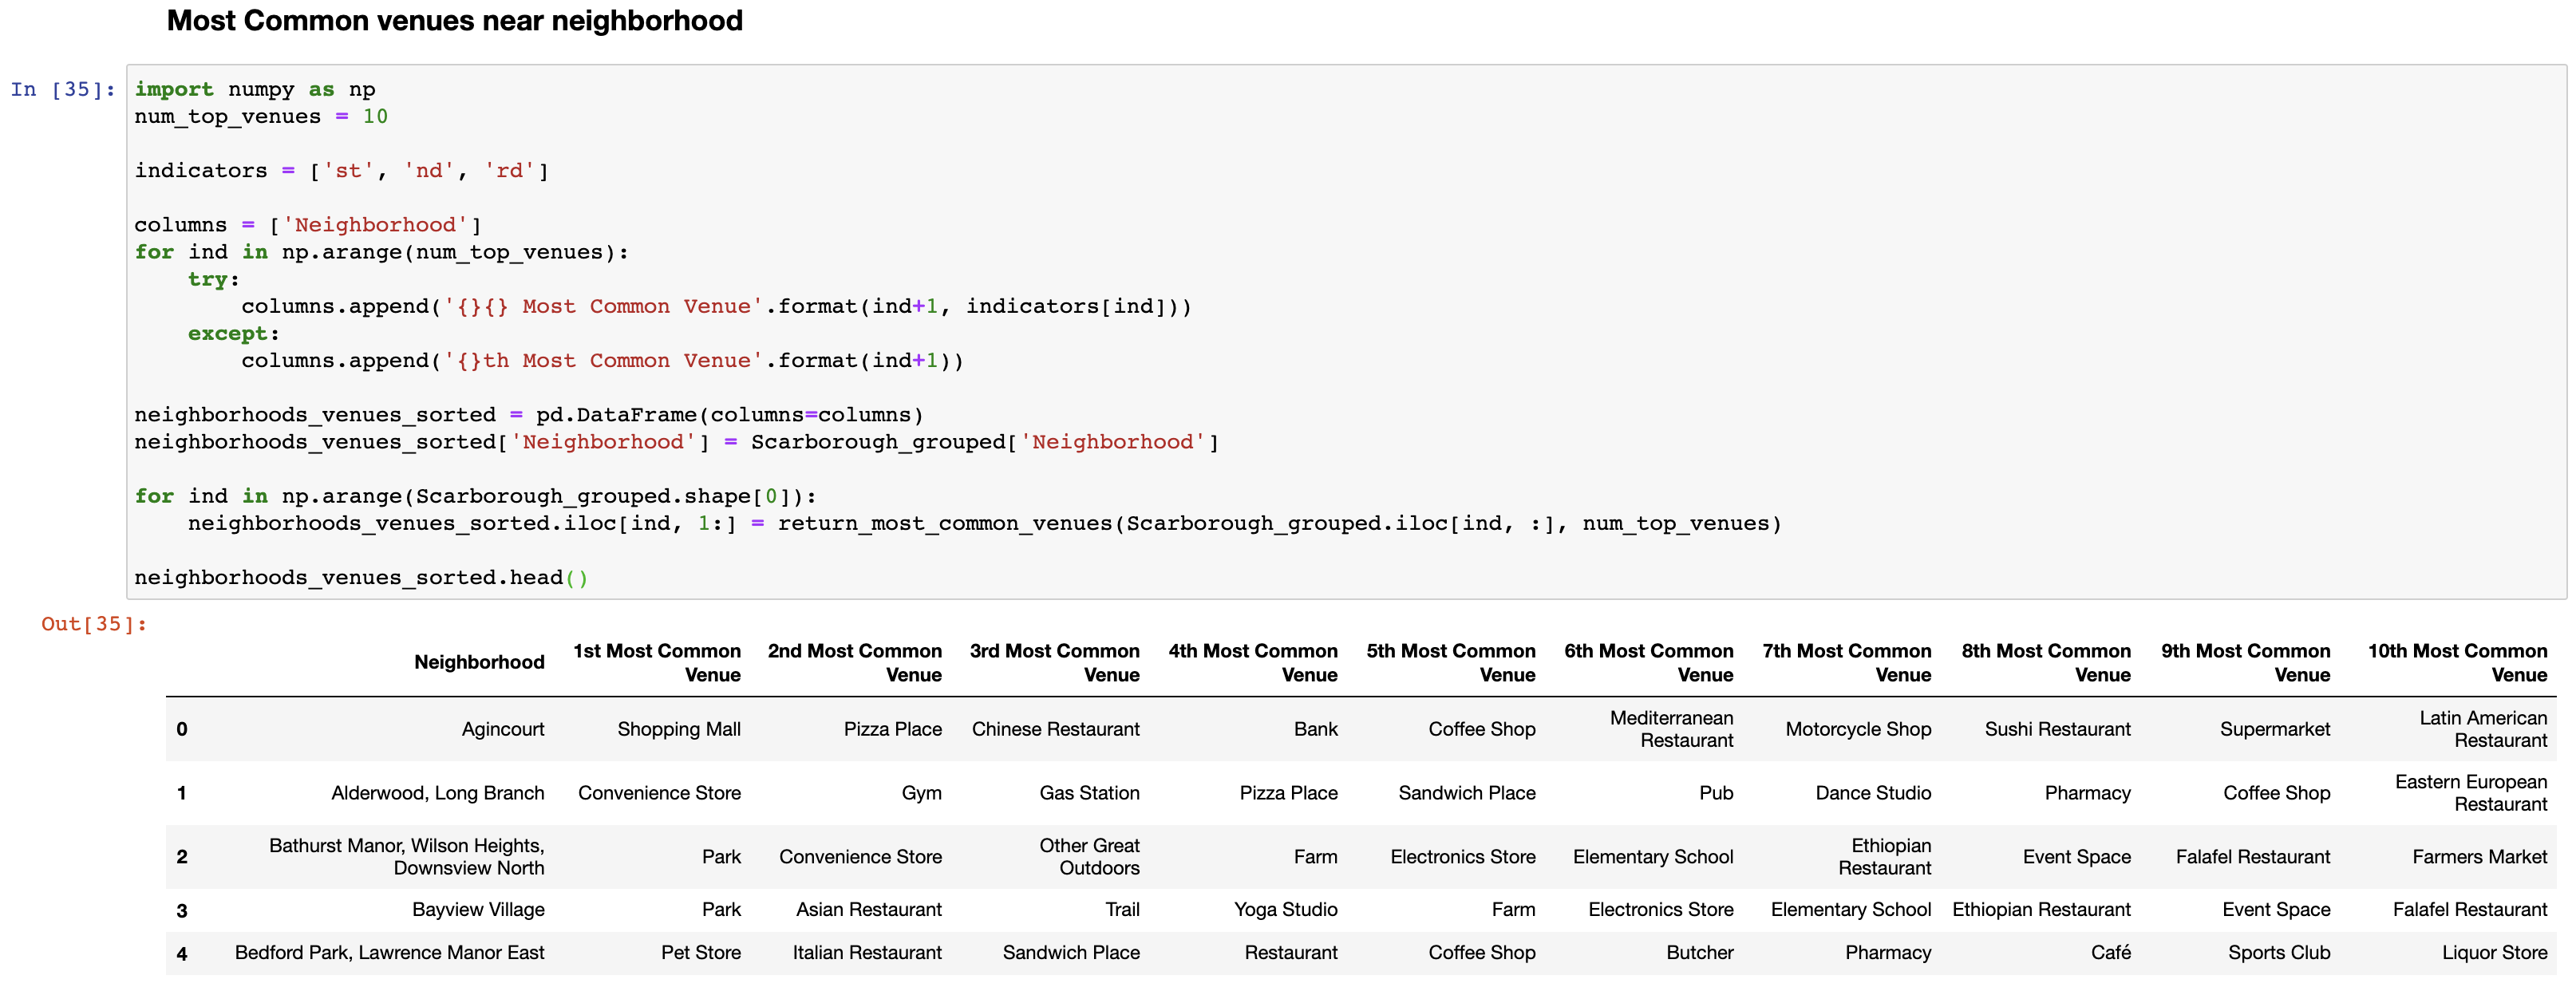 Most Common venues near neighborhood
In [35]:
import numpy as np
num_top_venues = 10
indicators = ['st', 'nd', 'rd']
columns = ['Neighborhood']
for ind in np.arange(num_top_venues):
    try:
        columns.append('{}{} Most Common Venue'.format(ind+1, indicators[ind]))
    except:
        columns.append('{}th Most Common Venue'.format(ind+1))
neighborhoods_venues_sorted = pd.DataFrame(columns=columns)
neighborhoods_venues_sorted['Neighborhood'] = Scarborough_grouped['Neighborhood']
for ind in np.arange(Scarborough_grouped.shape[0]):
    neighborhoods_venues_sorted.iloc[ind, 1:] = return_most_common_venues(Scarborough_grouped.iloc[ind, :], num_top_venues)
neighborhoods_venues_sorted.head()
Out[35]:
Neighborhood 1st Most Common Venue 2nd Most Common Venue 3rd Most Common Venue 4th Most Common Venue 5th Most Common Venue 6th Most Common Venue 7th Most Common Venue 8th Most Common Venue 9th Most Common Venue 10th Most Common Venue
0 Agincourt Shopping Mall Pizza Place Chinese Restaurant Bank Coffee Shop Mediterranean Restaurant Motorcycle Shop Sushi Restaurant Supermarket Latin American Restaurant
1 Alderwood, Long Branch Convenience Store Gym Gas Station Pizza Place Sandwich Place Pub Dance Studio Pharmacy Coffee Shop Eastern European Restaurant
2 Bathurst Manor, Wilson Heights, Downsview North Park Convenience Store Other Great Outdoors Farm Electronics Store Elementary School Ethiopian Restaurant Event Space Falafel Restaurant Farmers Market
3 Bayview Village Park Asian Restaurant Trail Yoga Studio Farm Electronics Store Elementary School Ethiopian Restaurant Event Space Falafel Restaurant
4 Bedford Park, Lawrence Manor East Pet Store Italian Restaurant Sandwich Place Restaurant Coffee Shop Butcher Pharmacy Café Sports Club Liquor Store